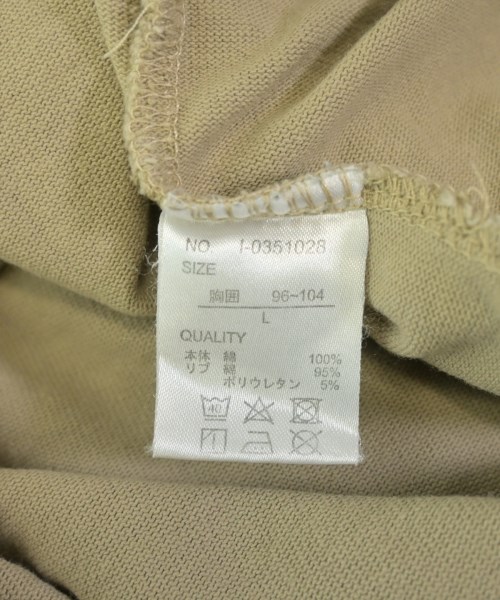 NO. I-0351028
SIZE
胸囲 96~104
L
QUALITY
本体 綿 100%
リブ 綿 95%
ポリウレタン 5%
40